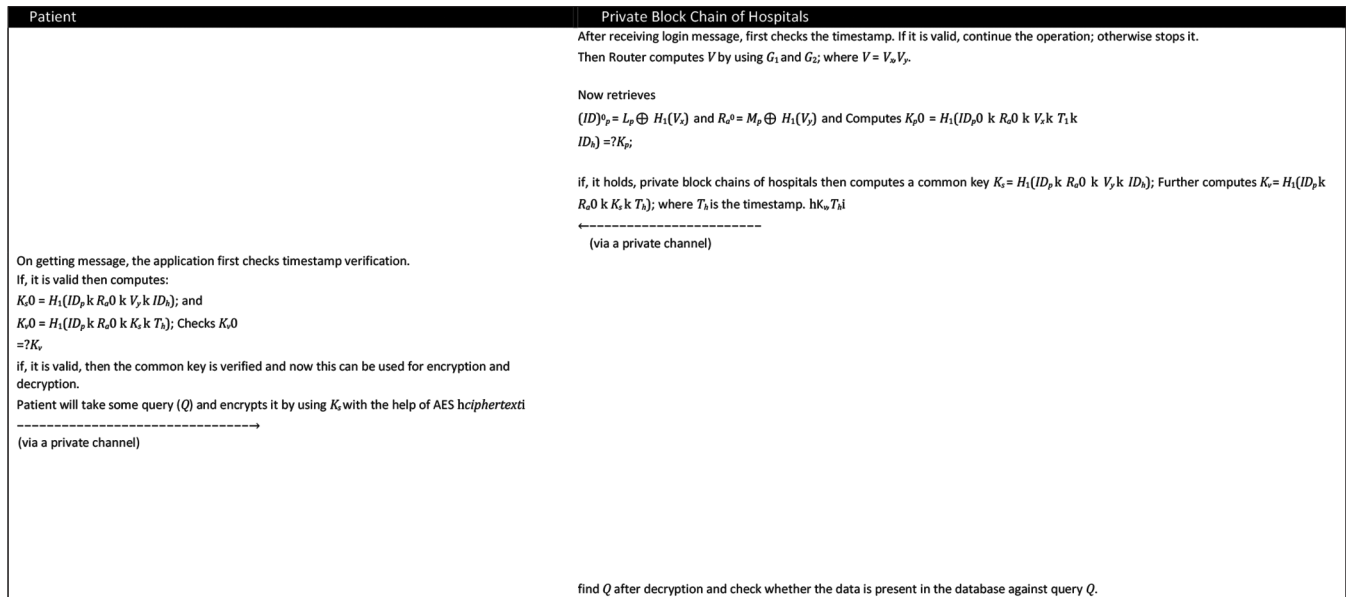 Patient
Private Block Chain of Hospitals
After receiving login message, first checks the timestamp. If it is valid, continue the operation; otherwise stops it.
Then Router computes V by using G₁ and G₂; where V = Vₓ,Vᵧ.
Now retrieves
(ID)⁰ₚ = Lₚ ⊕ H₁(Vₓ) and Rₐ⁰ = Mₚ ⊕ H₁(Vᵧ) and Computes Kₚ0 = H₁(IDₚ0 k Rₐ0 k Vₓk T₁k
IDₕ) =?Kₚ;
if, it holds, private block chains of hospitals then computes a common key Kₛ = H₁(IDₚ k Rₐ0 k Vᵧ k IDₕ); Further computes Kᵥ = H₁(IDₚ k
Rₐ0 k Kₛ k Tₕ); where Tₕ is the timestamp. hKᵥ,Tₕi
←-------------------------
(via a private channel)
On getting message, the application first checks timestamp verification.
If, it is valid then computes:
Kₛ0 = H₁(IDₚ k Rₐ0 k Vᵧ k IDₕ); and
Kᵥ0 = H₁(IDₚ k Rₐ0 k Kₛ k Tₕ); Checks Kᵥ0
=?Kᵥ
if, it is valid, then the common key is verified and now this can be used for encryption and
decryption.
Patient will take some query (Q) and encrypts it by using Kₛ with the help of AES hciphertexti
--------------------------------→
(via a private channel)
find Q after decryption and check whether the data is present in the database against query Q.